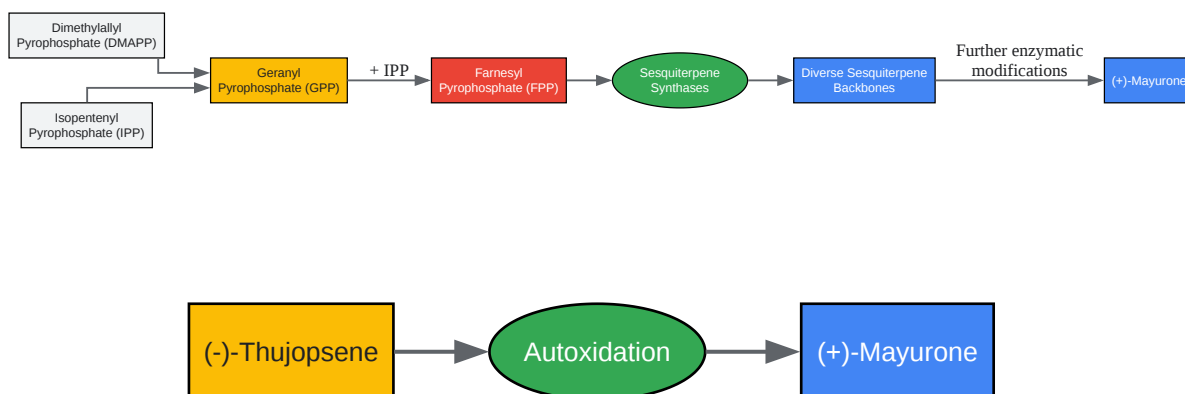 Dimethylallyl
Pyrophosphate (DMAPP)
Isopentenyl
Pyrophosphate (IPP)
Geranyl
Pyrophosphate (GPP)
+ IPP
Farnesyl
Pyrophosphate (FPP)
Sesquiterpene
Synthases
Diverse Sesquiterpene
Backbones
Further enzymatic
modifications
(+)-Mayurone
(-)-Thujopsene
Autoxidation
(+)-Mayurone